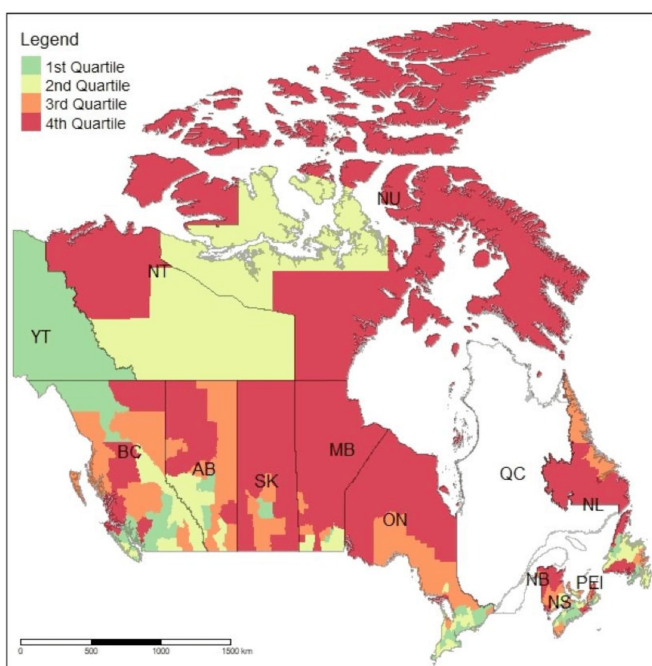 Legend
1st Quartile
2nd Quartile
3rd Quartile
4th Quartile
NU
NT
YT
BC
AB
SK
MB
ON
QC
NL
NB
PEI
NS
0
500
1000
1500 km